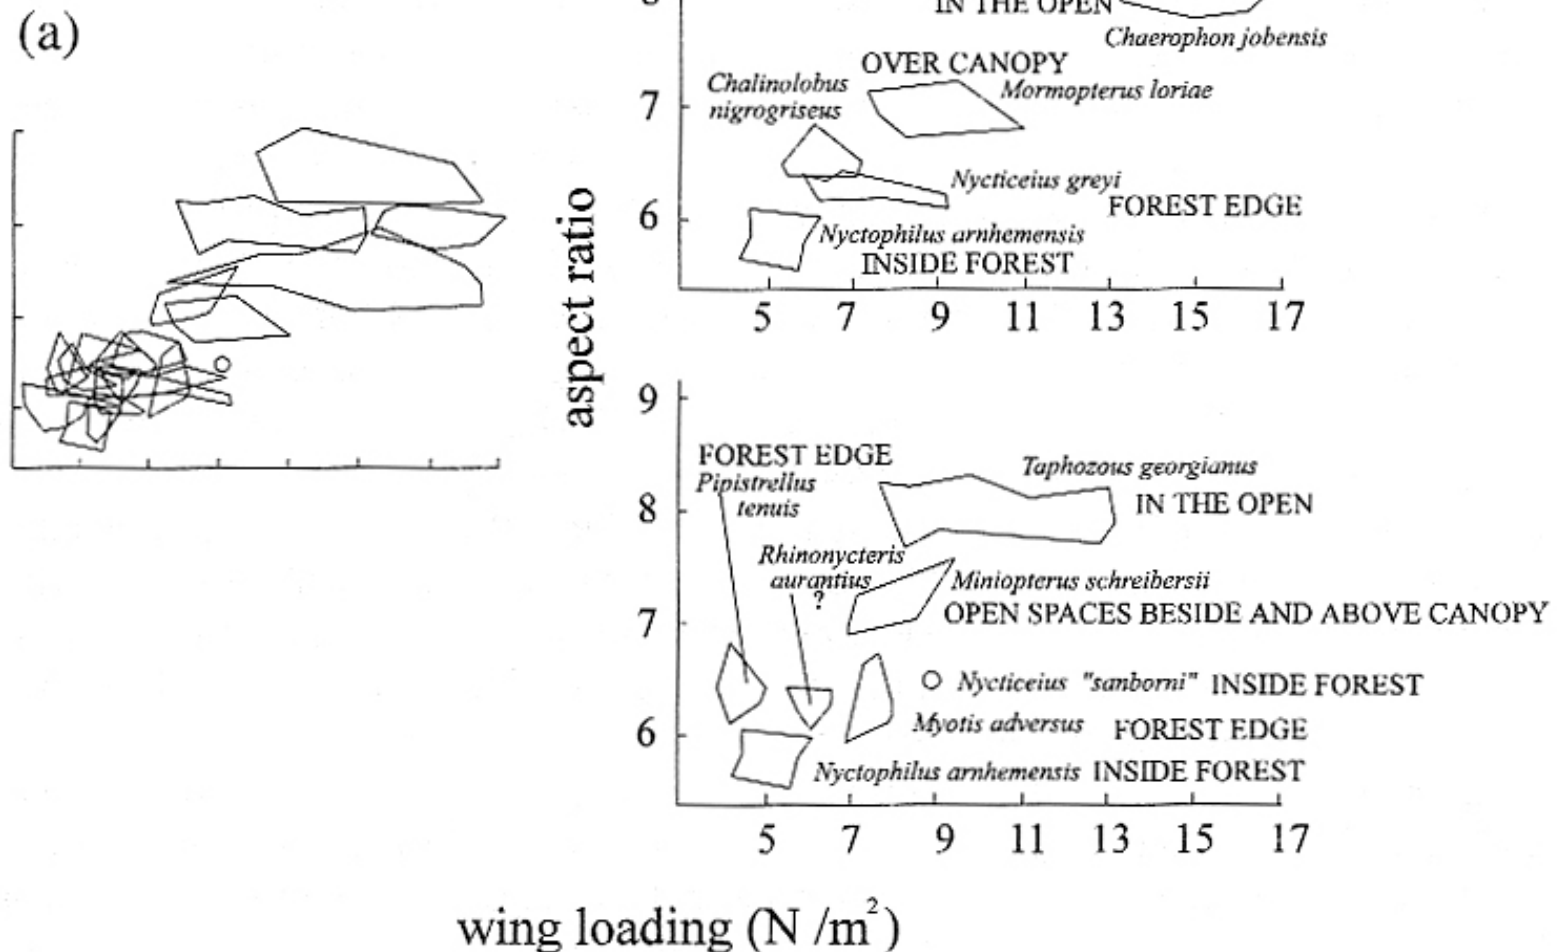 (a)
IN THE OPEN
Chaerophon jobensis
OVER CANOPY
Chalinolobus
nigrogriseus
Mormopterus loriae
7
Nycticeius greyi
FOREST EDGE
6
Nyctophilus arnhemensis
INSIDE FOREST
5 7 9 11 13 15 17
aspect ratio
9
FOREST EDGE
Pipistrellus
tenuis
Taphozous georgianus
IN THE OPEN
8
Rhinonycteris
aurantius
?
Miniopterus schreibersii
OPEN SPACES BESIDE AND ABOVE CANOPY
7
Nycticeius "sanborni" INSIDE FOREST
Myotis adversus FOREST EDGE
6
Nyctophilus arnhemensis INSIDE FOREST
5 7 9 11 13 15 17
wing loading (N /m²)